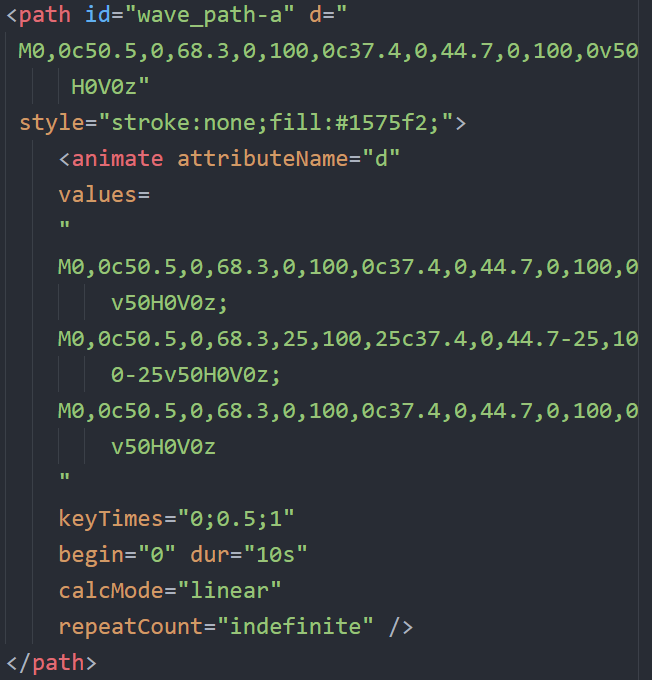 <path id="wave_path-a" d="
M0,0c50.5,0,68.3,0,100,0c37.4,0,44.7,0,100,0v50
H0V0z"
style="stroke:none;fill:#1575f2;">
<animate attributeName="d"
values=
"
M0,0c50.5,0,68.3,0,100,0c37.4,0,44.7,0,100,0
v50H0V0z;
M0,0c50.5,0,68.3,25,100,25c37.4,0,44.7-25,10
0-25v50H0V0z;
M0,0c50.5,0,68.3,0,100,0c37.4,0,44.7,0,100,0
v50H0V0z
"
keyTimes="0;0.5;1"
begin="0" dur="10s"
calcMode="linear"
repeatCount="indefinite" />
</path>